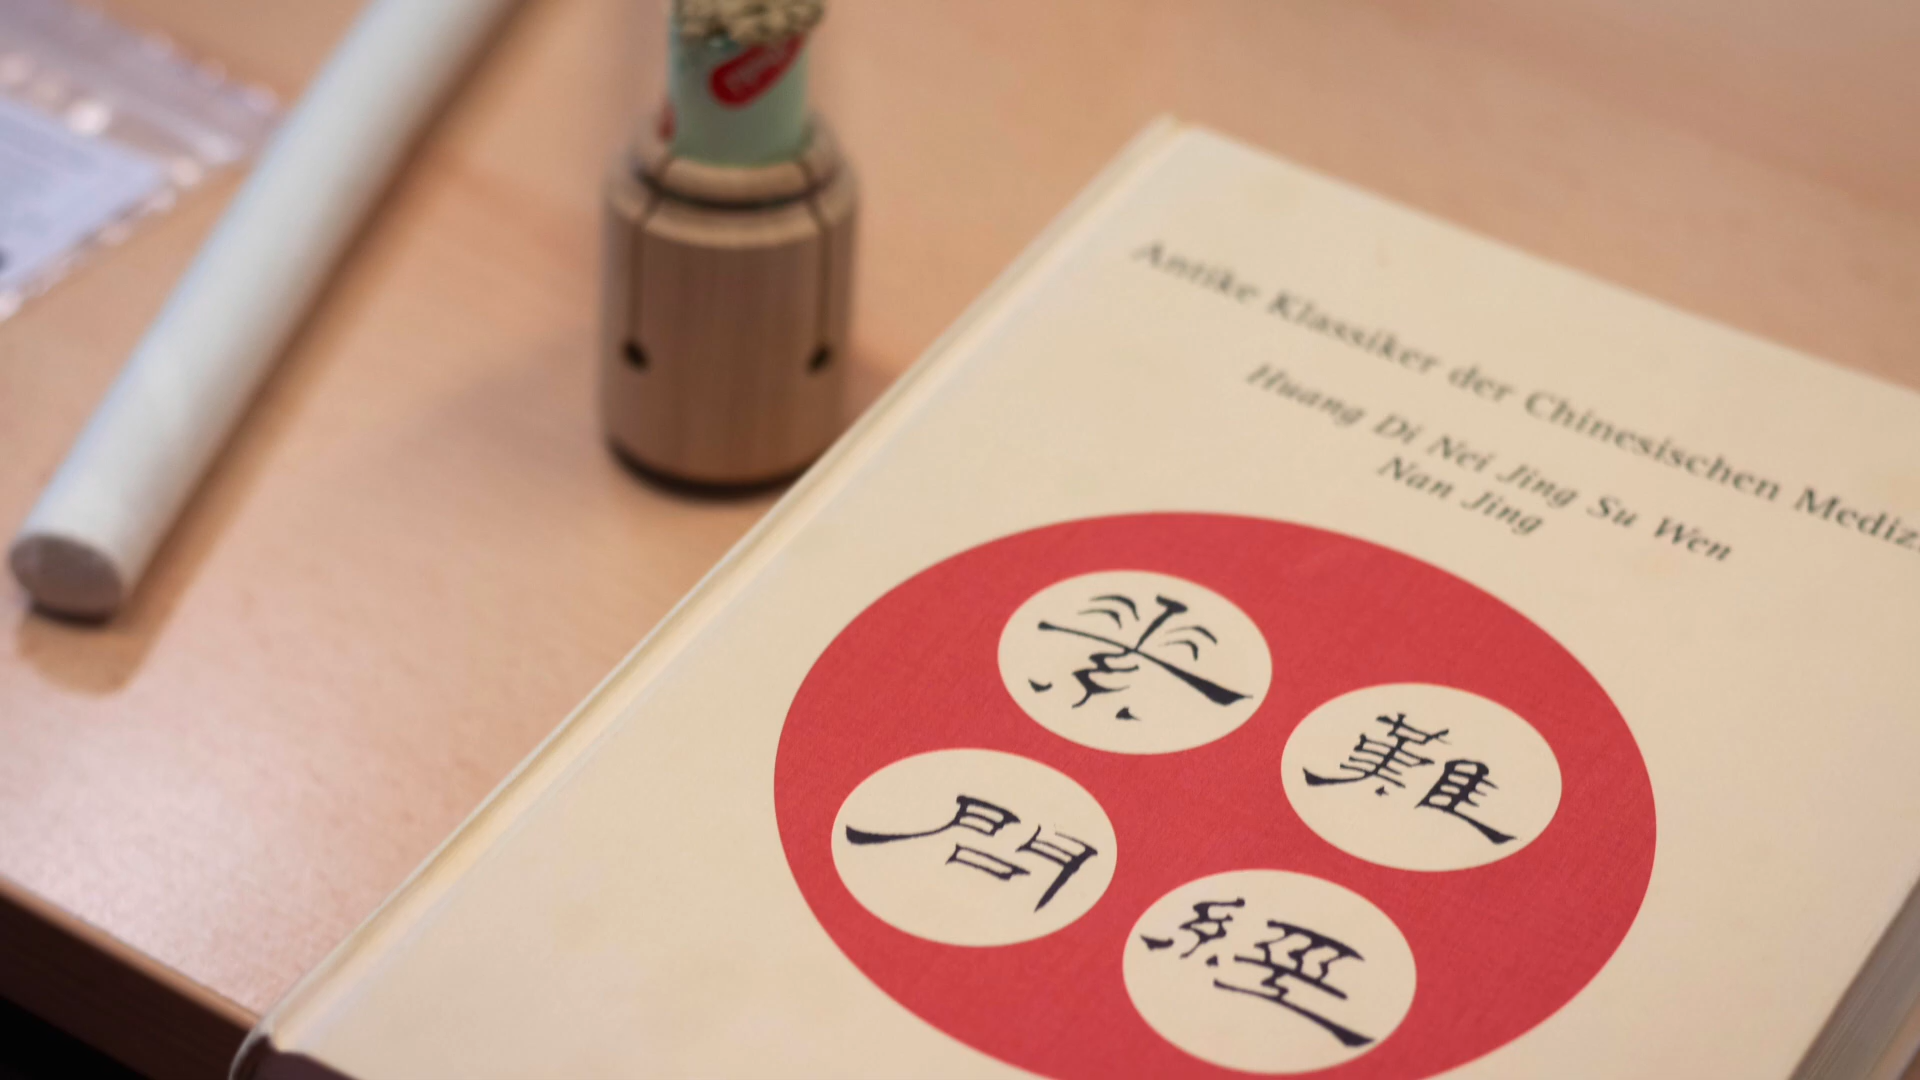 Antike Klassiker der Chinesischen Mediz
Huang Di Nei Jing Su Wen
Nan Jing
素
難
問
經